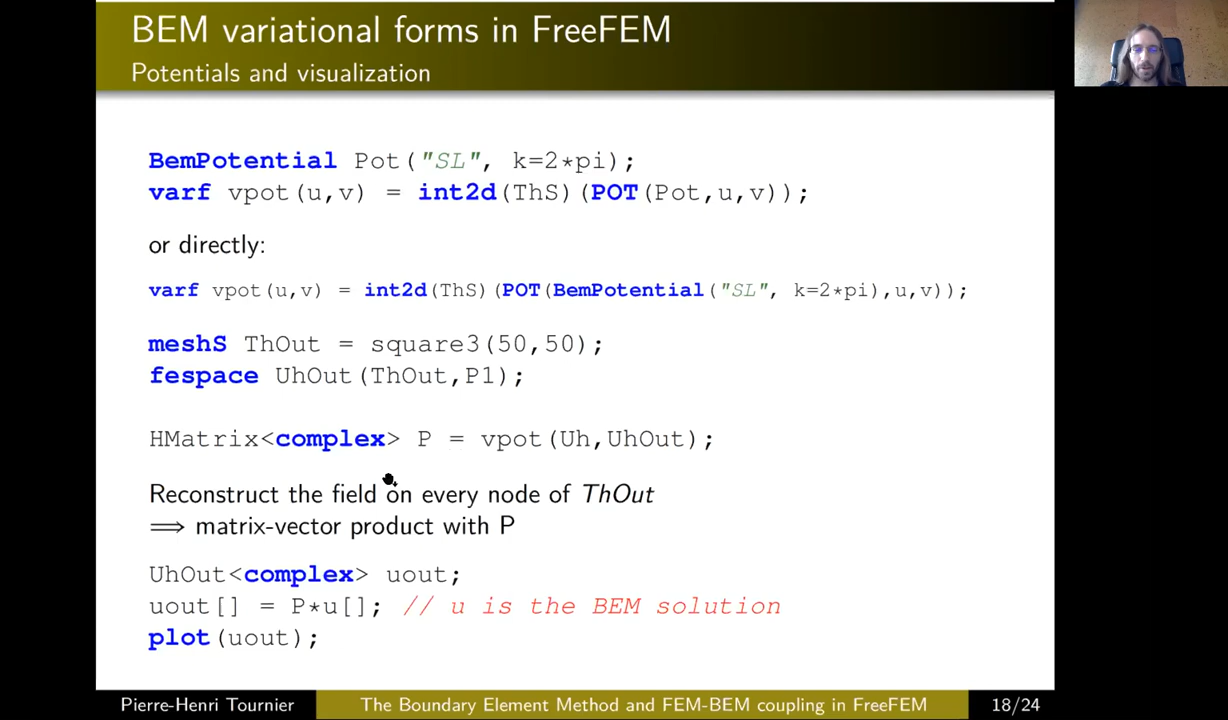 BEM variational forms in FreeFEM
Potentials and visualization
BemPotential Pot("SL", k=2*pi);
varf vpot(u,v) = int2d(ThS)(POT(Pot,u,v));
or directly:
varf vpot(u,v) = int2d(ThS)(POT(BemPotential("SL", k=2*pi),u,v));
meshS ThOut = square3(50,50);
fespace UhOut(ThOut,P1);
HMatrix<complex> P = vpot(Uh,UhOut);
Reconstruct the field on every node of ThOut
⟹ matrix-vector product with P
UhOut<complex> uout;
uout[] = P*u[]; // u is the BEM solution
plot(uout);
Pierre-Henri Tournier The Boundary Element Method and FEM-BEM coupling in FreeFEM 18/24